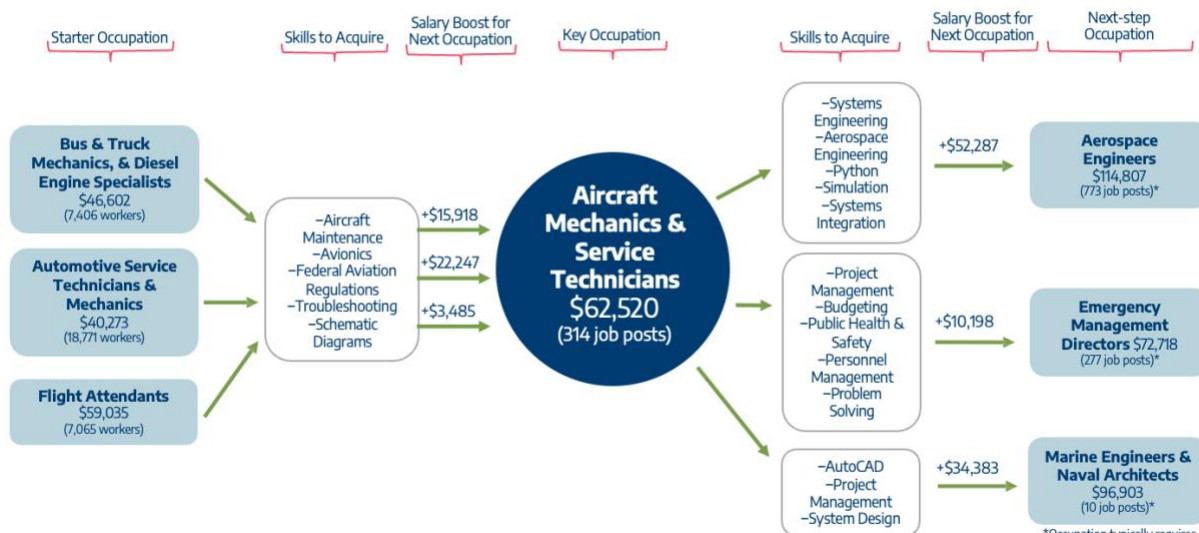 Starter Occupation
Skills to Acquire
Salary Boost for
Next Occupation
Key Occupation
Skills to Acquire
Salary Boost for
Next Occupation
Next-step
Occupation
Bus & Truck
Mechanics, & Diesel
Engine Specialists
$46,602
(7,406 workers)
Automotive Service
Technicians &
Mechanics
$40,273
(18,771 workers)
Flight Attendants
$59,035
(7,065 workers)
–Aircraft
Maintenance
–Avionics
–Federal Aviation
Regulations
–Troubleshooting
–Schematic
Diagrams
+$15,918
+$22,247
+$3,485
Aircraft
Mechanics &
Service
Technicians
$62,520
(314 job posts)
–Systems
Engineering
–Aerospace
Engineering
–Python
–Simulation
–Systems
Integration
+$52,287
Aerospace
Engineers
$114,807
(773 job posts)*
–Project
Management
–Budgeting
–Public Health &
Safety
–Personnel
Management
–Problem
Solving
+$10,198
Emergency
Management
Directors $72,718
(277 job posts)*
–AutoCAD
–Project
Management
–System Design
+$34,383
Marine Engineers &
Naval Architects
$96,903
(10 job posts)*
*Occupation typically requires